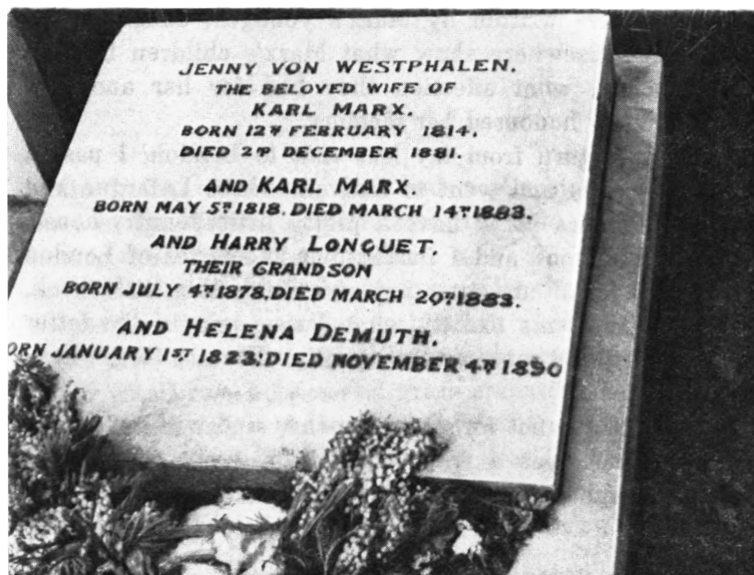 JENNY VON WESTPHALEN.
THE BELOVED WIFE OF
KARL MARX.
BORN 12TH FEBRUARY 1814.
DIED 2ND DECEMBER 1881.
AND KARL MARX.
BORN MAY 5TH 1818. DIED MARCH 14TH 1883.
AND HARRY LONGUET.
THEIR GRANDSON
BORN JULY 4TH 1878. DIED MARCH 20TH 1883.
AND HELENA DEMUTH.
ORN JANUARY 1ST 1823: DIED NOVEMBER 4TH 1890